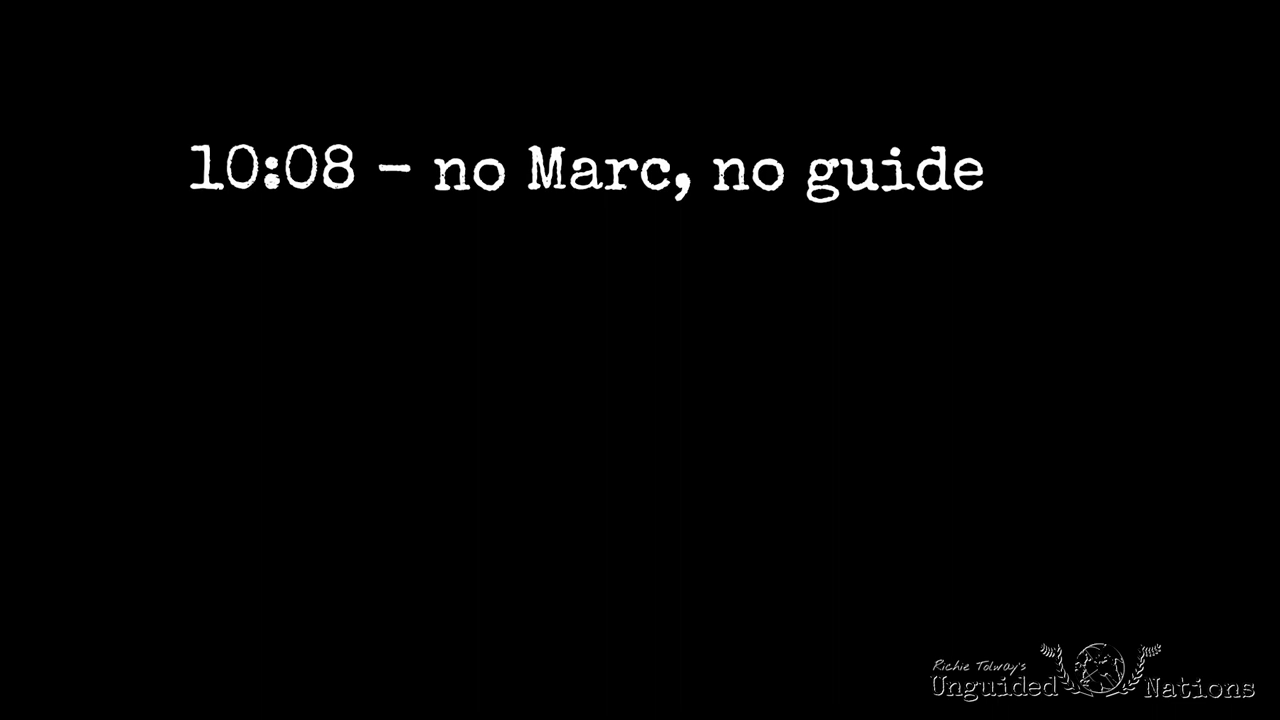 10:08 – no Marc, no guide
Richie Tolway's
Unguided Nations